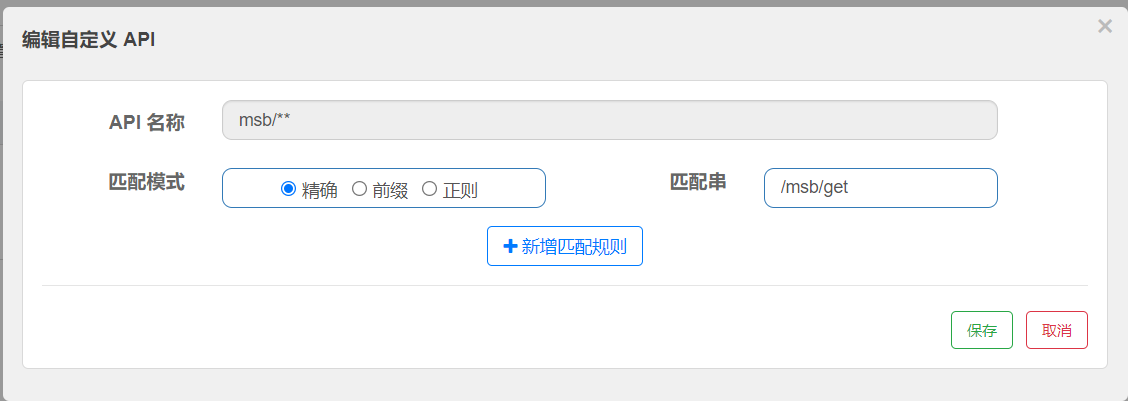 编辑自定义 API
×
API 名称 msb/**
匹配模式 精确 前缀 正则 匹配串 /msb/get
新增匹配规则
保存 取消